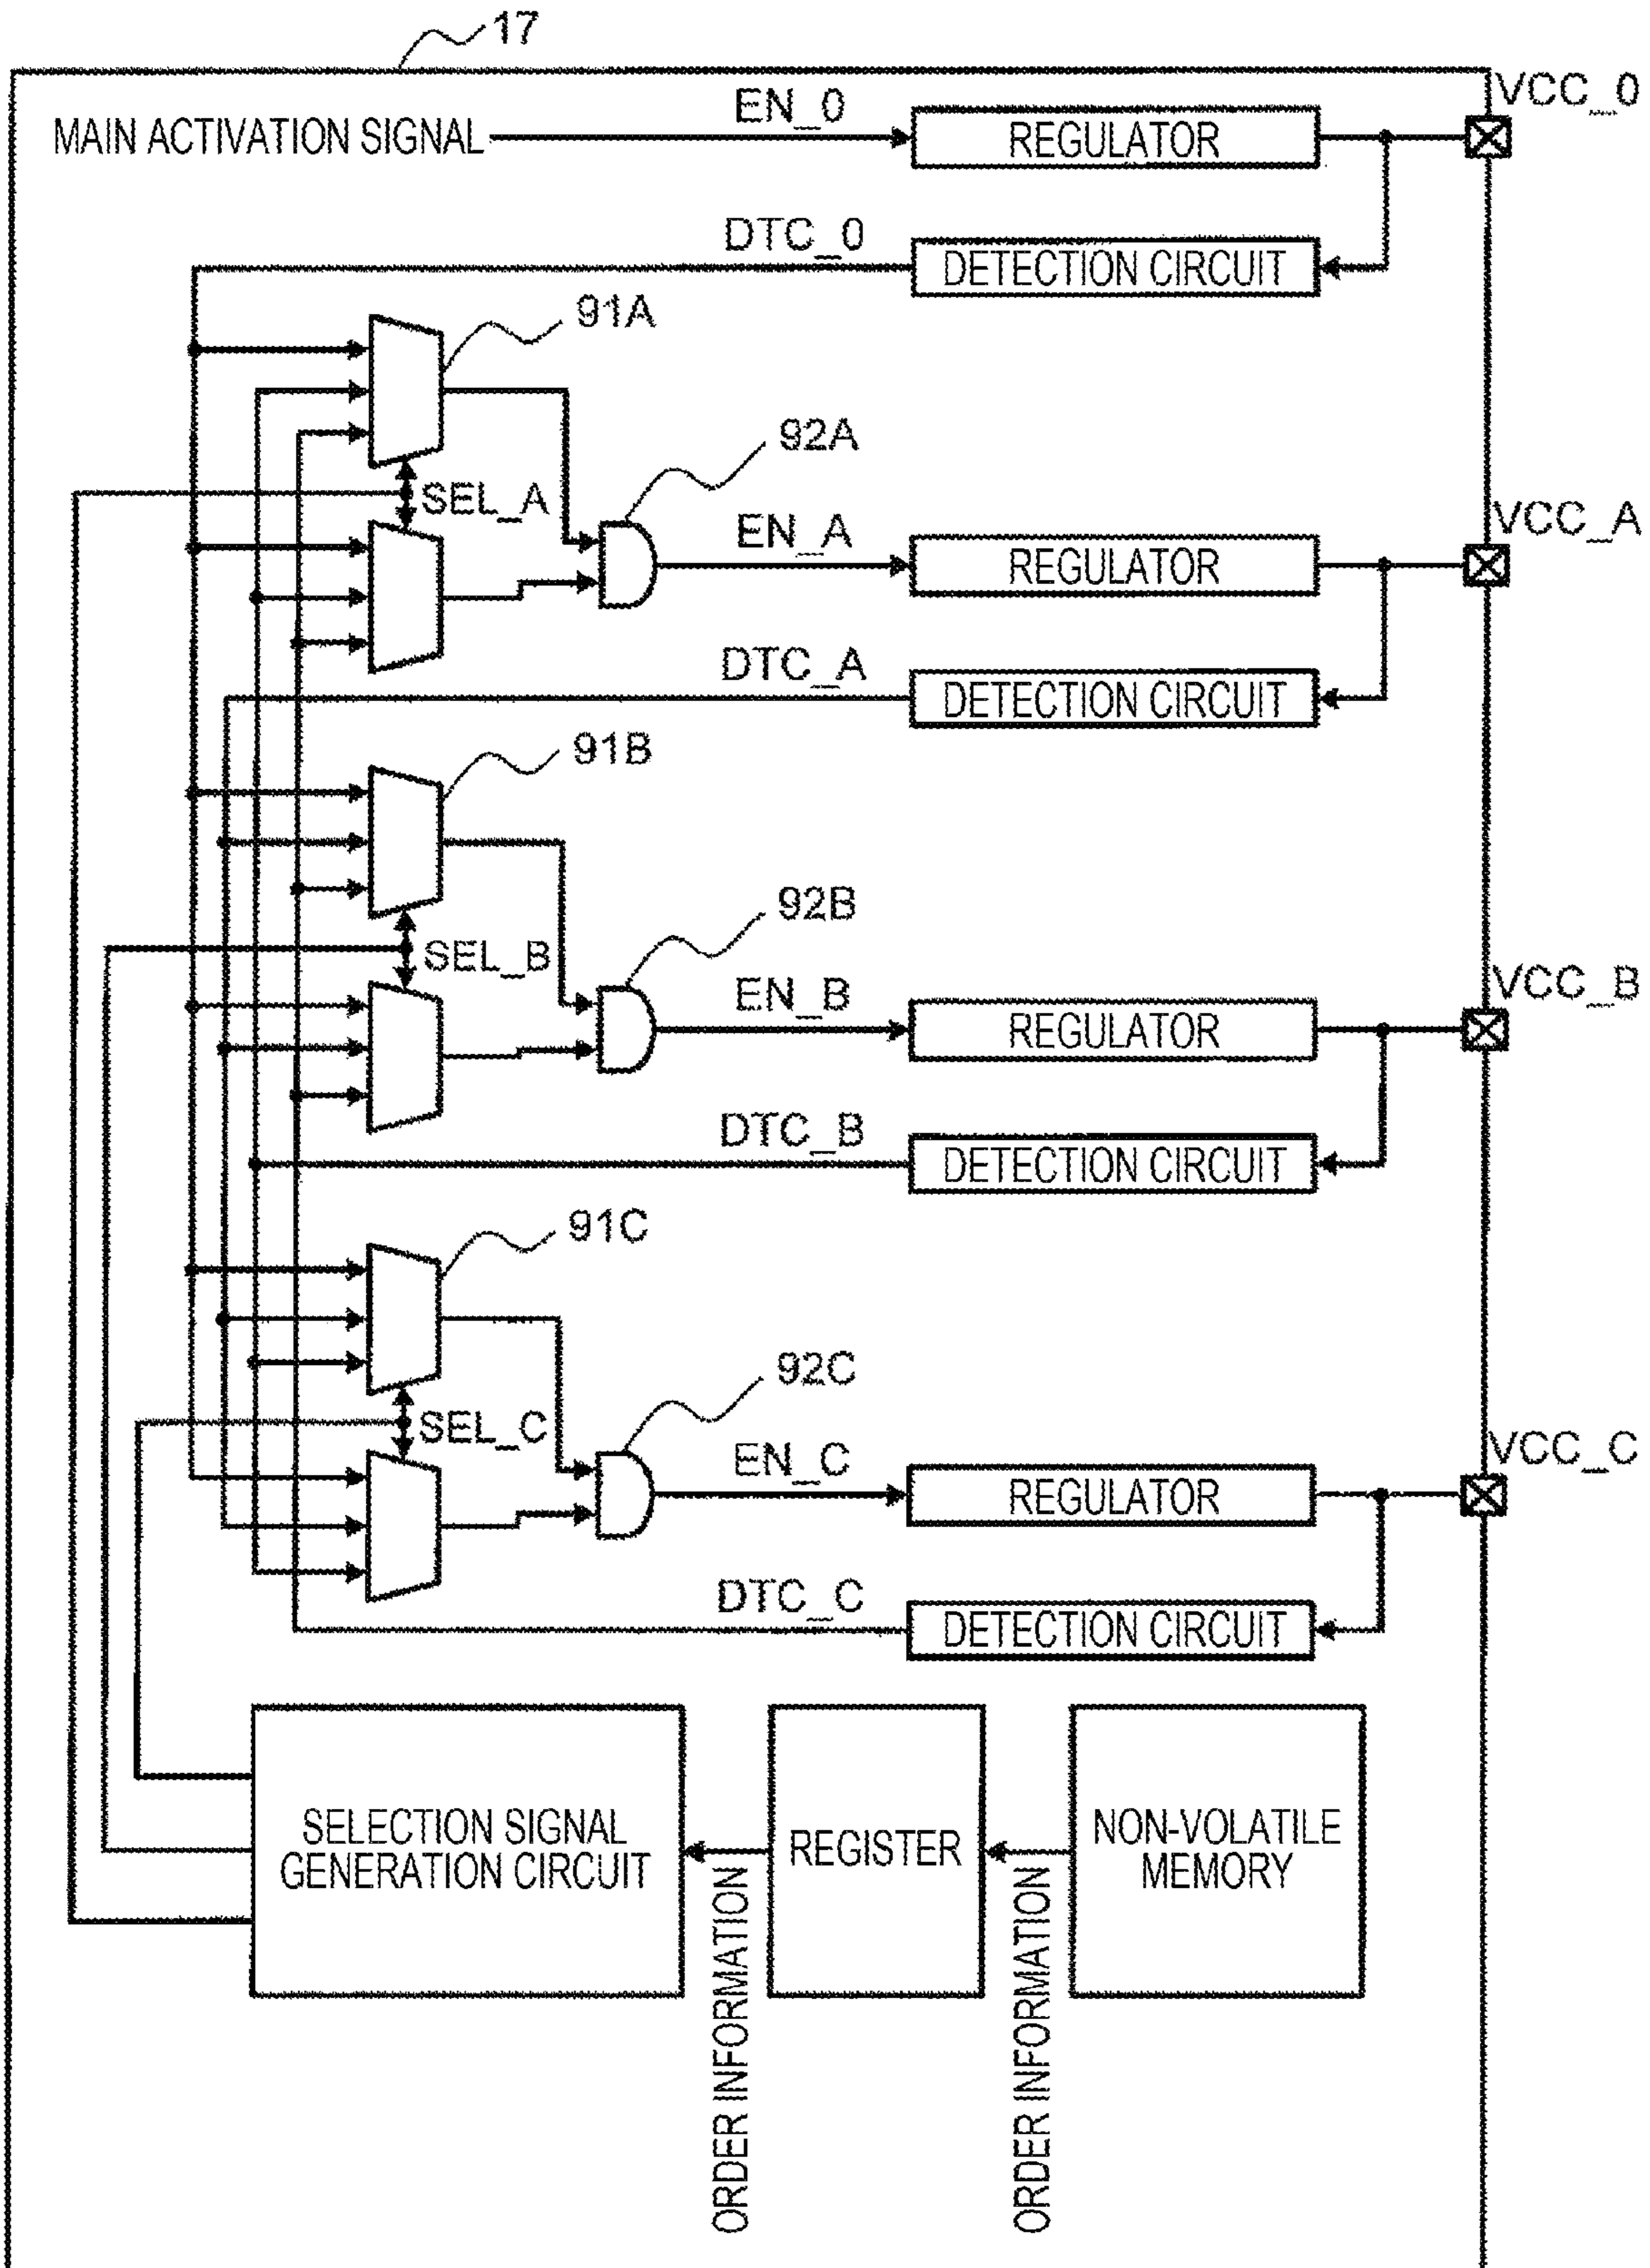 17
VCC_0
EN_0
MAIN ACTIVATION SIGNAL
REGULATOR
DTC_0
DETECTION CIRCUIT
91A
92A
SEL_A
VCC_A
EN_A
REGULATOR
DTC_A
DETECTION CIRCUIT
91B
92B
SEL_B
VCC_B
EN_B
REGULATOR
DTC_B
DETECTION CIRCUIT
91C
92C
SEL_C
VCC_C
EN_C
REGULATOR
DTC_C
DETECTION CIRCUIT
SELECTION SIGNAL
GENERATION CIRCUIT
REGISTER
NON-VOLATILE
MEMORY
ORDER INFORMATION
ORDER INFORMATION